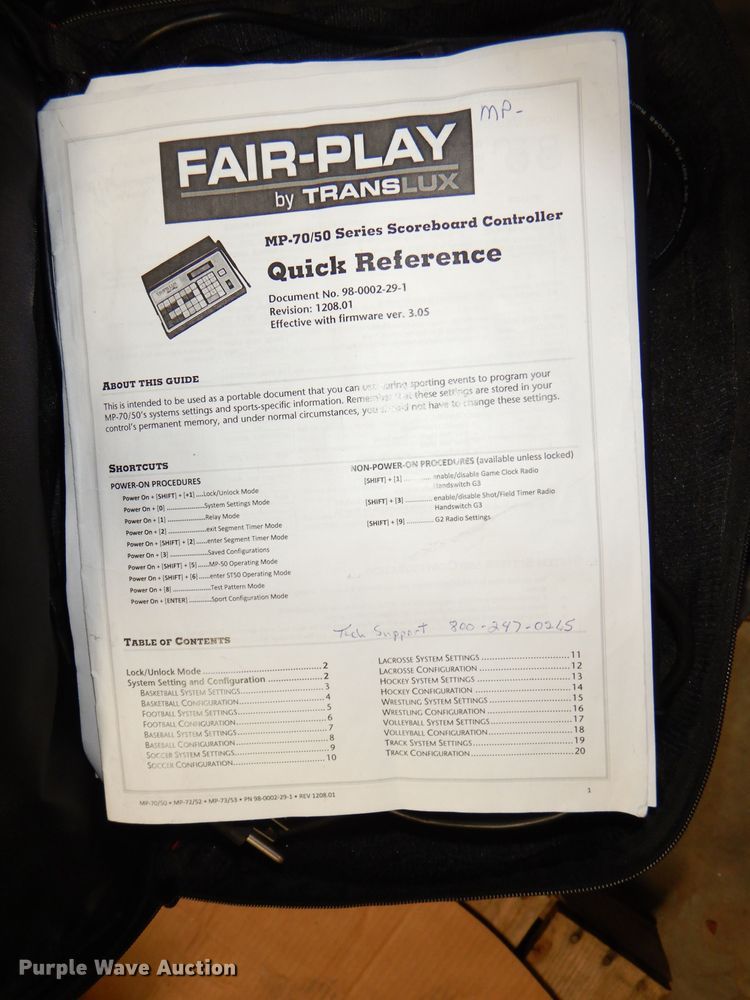 MP-
FAIR-PLAY
by TRANSLUX
MP-70/50 Series Scoreboard Controller
Quick Reference
Document No. 98-0002-29-1
Revision: 1208.01
Effective with firmware ver. 3.05
ABOUT THIS GUIDE
This is intended to be used as a portable document that you can use during sporting events to program your
MP-70/50's systems settings and sports-specific information. Remember that these settings are stored in your
control's permanent memory, and under normal circumstances, you should not have to change these settings.
SHORTCUTS
POWER-ON PROCEDURES
Power On + [SHIFT] + [+1] ....Lock/Unlock Mode
Power On + [0] ......................System Settings Mode
Power On + [1] ......................Relay Mode
Power On + [2] ......................exit Segment Timer Mode
Power On + [SHIFT] + [2] ......enter Segment Timer Mode
Power On + [3] ......................Saved Configurations
Power On + [SHIFT] + [5] ......MP-50 Operating Mode
Power On + [SHIFT] + [6] ......enter ST50 Operating Mode
Power On + [8] ......................Test Pattern Mode
Power On + [ENTER] ............Sport Configuration Mode
NON-POWER-ON PROCEDURES (available unless locked)
[SHIFT] + [1] ............ enable/disable Game Clock Radio
Handswitch G3
[SHIFT] + [3] ............ enable/disable Shot/Field Timer Radio
Handswitch G3
[SHIFT] + [9] ............ G2 Radio Settings
Tech Support 800-247-0265
TABLE OF CONTENTS
Lock/Unlock Mode ............................................ 2
System Setting and Configuration .................... 2
BASKETBALL SYSTEM SETTINGS............................ 3
BASKETBALL CONFIGURATION............................ 4
FOOTBALL SYSTEM SETTINGS............................ 5
FOOTBALL CONFIGURATION............................ 6
BASEBALL SYSTEM SETTINGS............................ 7
BASEBALL CONFIGURATION............................ 8
SOCCER SYSTEM SETTINGS............................ 9
SOCCER CONFIGURATION............................ 10
LACROSSE SYSTEM SETTINGS............................ 11
LACROSSE CONFIGURATION............................ 12
HOCKEY SYSTEM SETTINGS............................ 13
HOCKEY CONFIGURATION............................ 14
WRESTLING SYSTEM SETTINGS............................ 15
WRESTLING CONFIGURATION............................ 16
VOLLEYBALL SYSTEM SETTINGS............................ 17
VOLLEYBALL CONFIGURATION............................ 18
TRACK SYSTEM SETTINGS............................ 19
TRACK CONFIGURATION............................ 20
MP-70/50 • MP-72/52 • MP-73/53 • PN 98-0002-29-1 • REV 1208.01
1
Purple Wave Auction